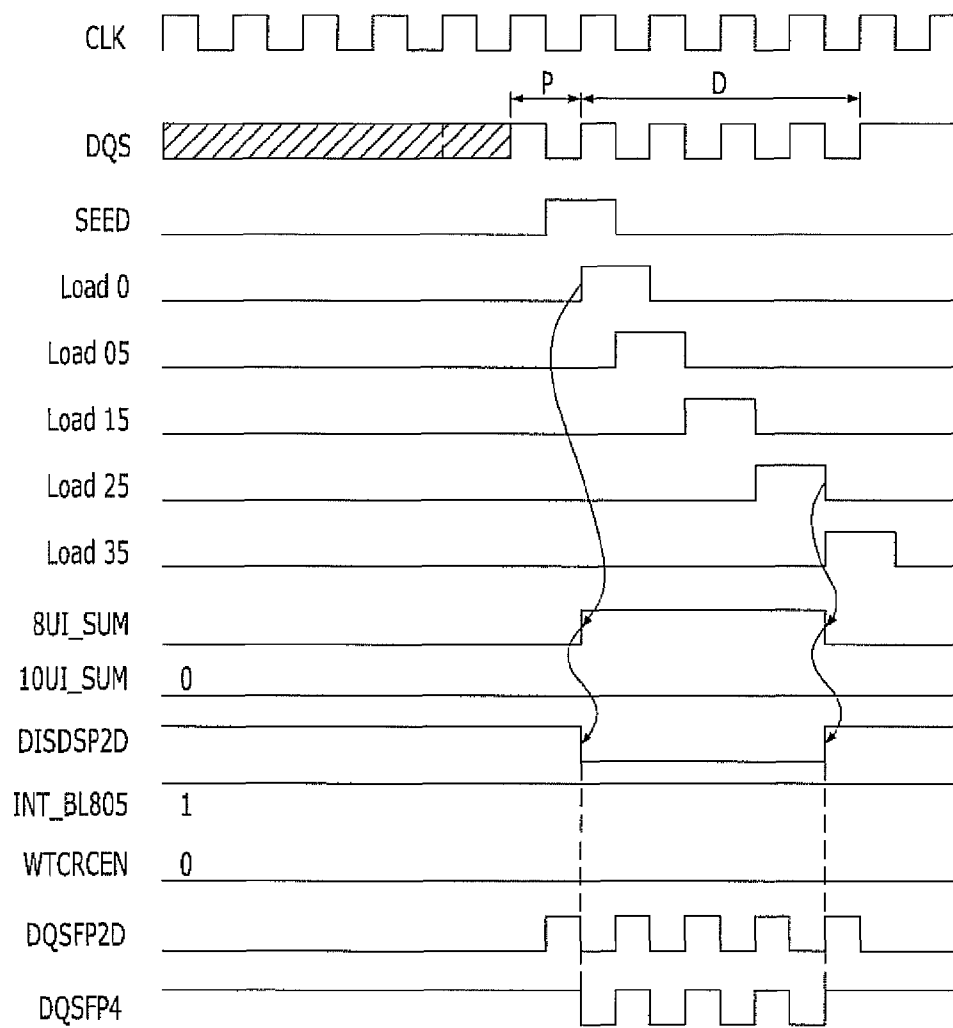 CLK
P
D
DQS
SEED
Load 0
Load 05
Load 15
Load 25
Load 35
8UI_SUM
10UI_SUM 0
DISDSP2D
INT_BL805 1
WTCRCEN 0
DQSFP2D
DQSFP4